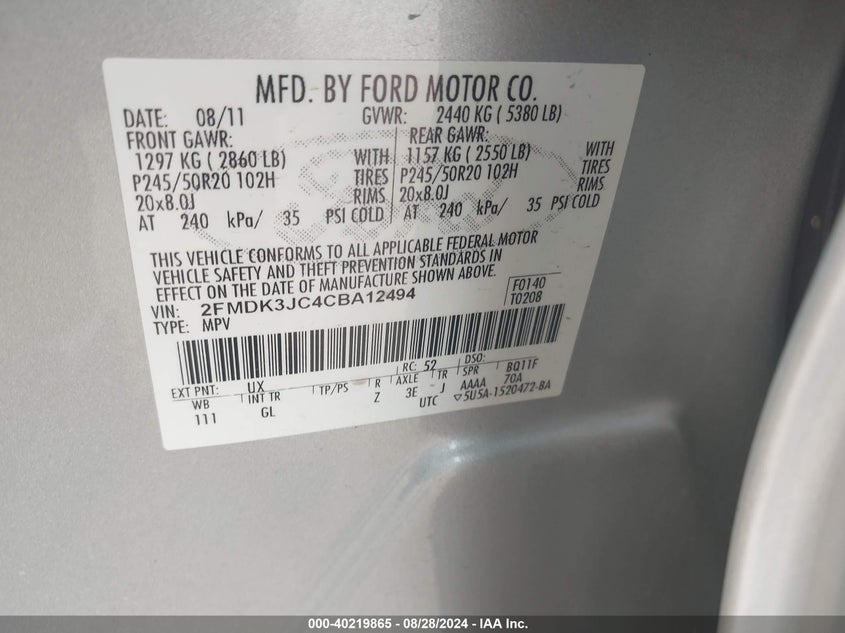 MFD. BY FORD MOTOR CO.
DATE: 08/11 GVWR: 2440 KG ( 5380 LB)
FRONT GAWR: REAR GAWR:
1297 KG ( 2860 LB) WITH 1157 KG ( 2550 LB) WITH
P245/50R20 102H TIRES P245/50R20 102H TIRES
20x8.0J RIMS 20x8.0J RIMS
AT 240 kPa/ 35 PSI COLD AT 240 kPa/ 35 PSI COLD
THIS VEHICLE CONFORMS TO ALL APPLICABLE FEDERAL MOTOR
VEHICLE SAFETY AND THEFT PREVENTION STANDARDS IN
EFFECT ON THE DATE OF MANUFACTURE SHOWN ABOVE.
F0140
VIN: 2FMDK3JC4CBA12494 T0208
TYPE: MPV
RC: 52 DSO:
EXT PNT: UX BQ11F
WB INT TR TP/PS R AXLE TR SPR 70A
111 GL Z 3E J AAAA
UTC ▽5U5A-1520472-BA
000-40219865 - 08/28/2024 - IAA Inc.